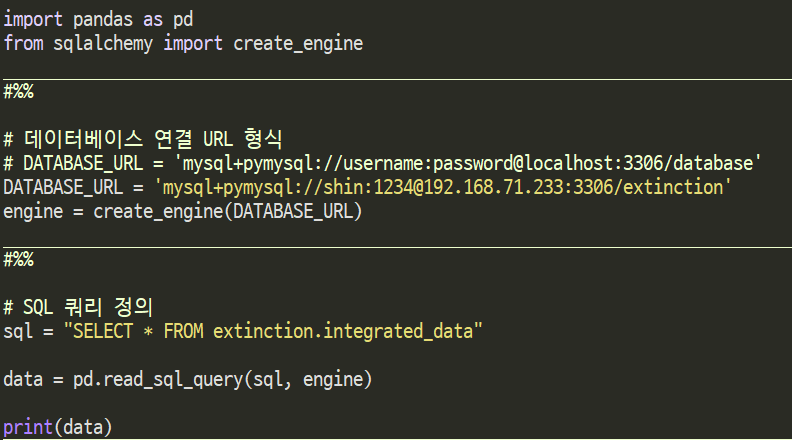 import pandas as pd
from sqlalchemy import create_engine
#%%
# 데이터베이스 연결 URL 형식
# DATABASE_URL = 'mysql+pymysql://username:password@localhost:3306/database'
DATABASE_URL = 'mysql+pymysql://shin:1234@192.168.71.233:3306/extinction'
engine = create_engine(DATABASE_URL)
#%%
# SQL 쿼리 정의
sql = "SELECT * FROM extinction.integrated_data"
data = pd.read_sql_query(sql, engine)
print(data)